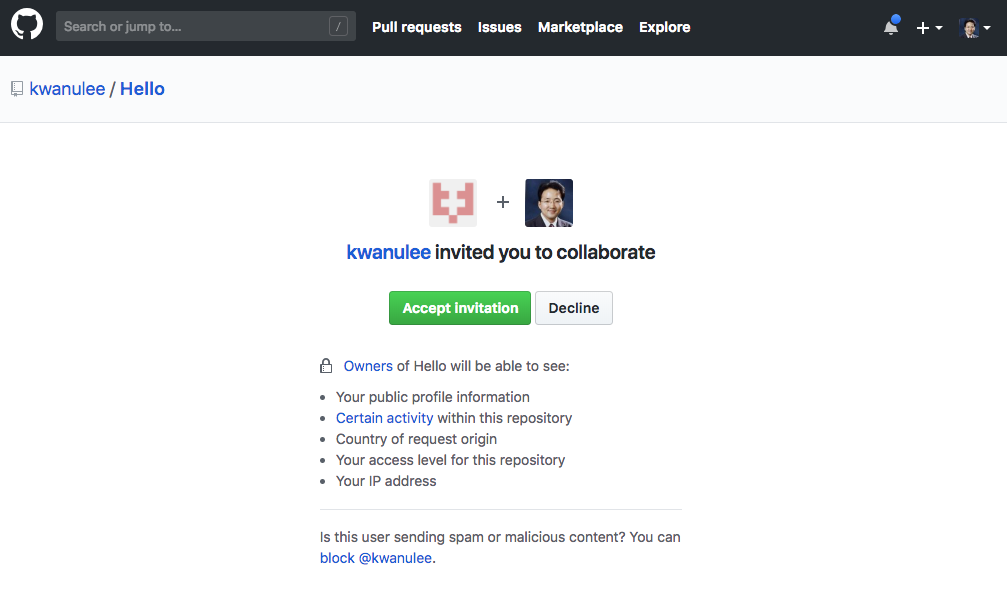 Search or jump to... / Pull requests Issues Marketplace Explore
kwanulee / Hello
kwanulee invited you to collaborate
Accept invitation Decline
Owners of Hello will be able to see:
• Your public profile information
• Certain activity within this repository
• Country of request origin
• Your access level for this repository
• Your IP address
Is this user sending spam or malicious content? You can
block @kwanulee.